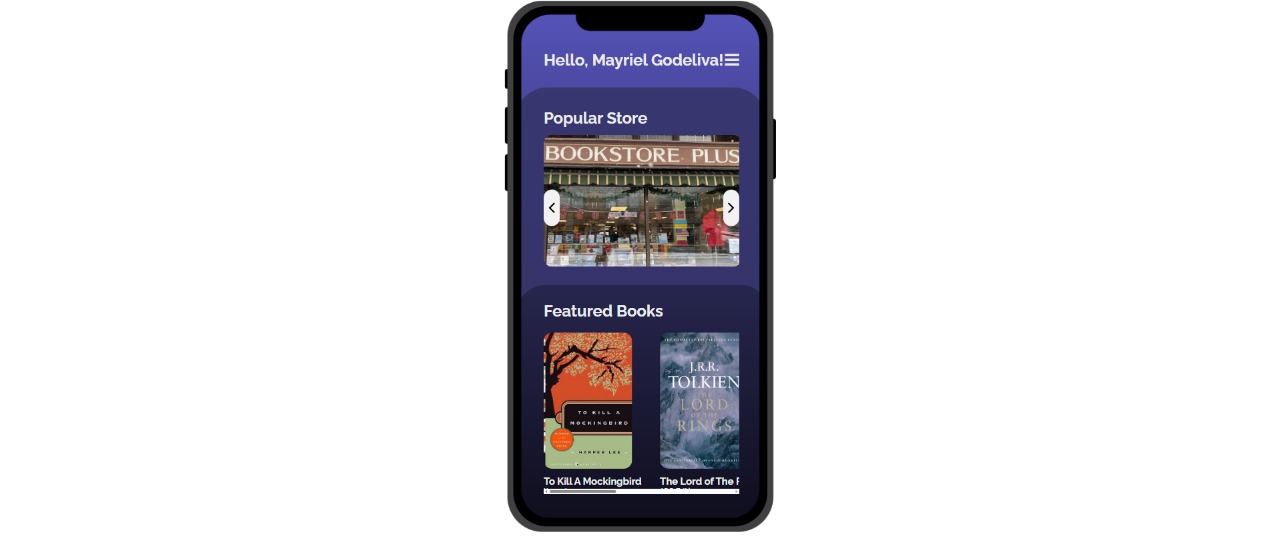 Hello, Mayriel Godeliva!
Popular Store
BOOKSTORE PLUS
Featured Books
TO KILL A
MOCKINGBIRD
HARPER LEE
J.R.R.
TOLKIEN
THE
LORD
OF THE
RINGS
To Kill A Mockingbird
The Lord of The F